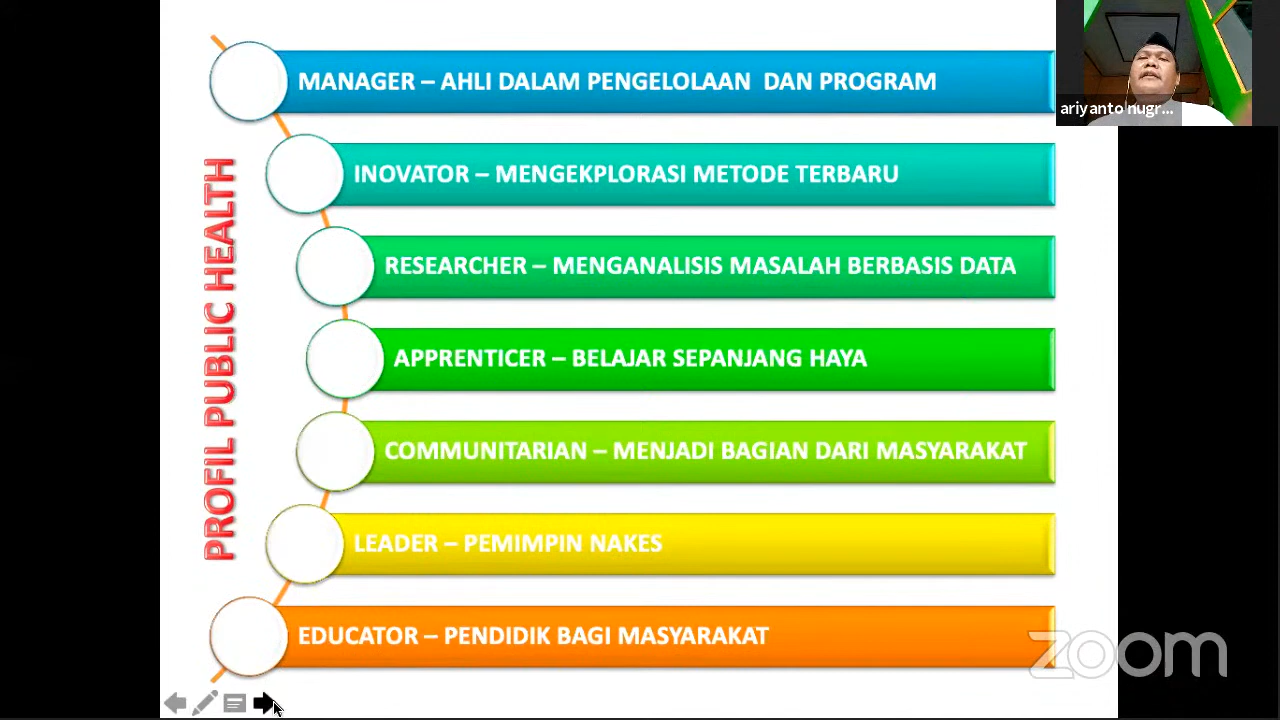 MANAGER – AHLI DALAM PENGELOLAAN DAN PROGRAM
INOVATOR – MENGEKPLORASI METODE TERBARU
RESEARCHER – MENGANALISIS MASALAH BERBASIS DATA
APPRENTICER – BELAJAR SEPANJANG HAYA
COMMUNITARIAN – MENJADI BAGIAN DARI MASYARAKAT
LEADER – PEMIMPIN NAKES
EDUCATOR – PENDIDIK BAGI MASYARAKAT
PROFIL PUBLIC HEALTH
ariyanto nugr...
zoom